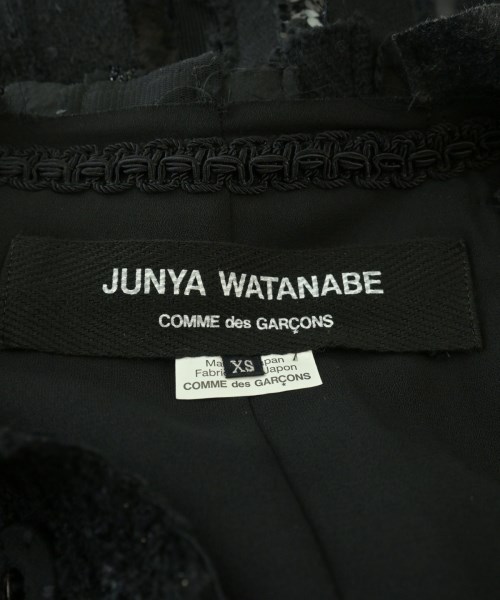 JUNYA WATANABE
COMME des GARÇONS
XS
COMME des GARÇONS